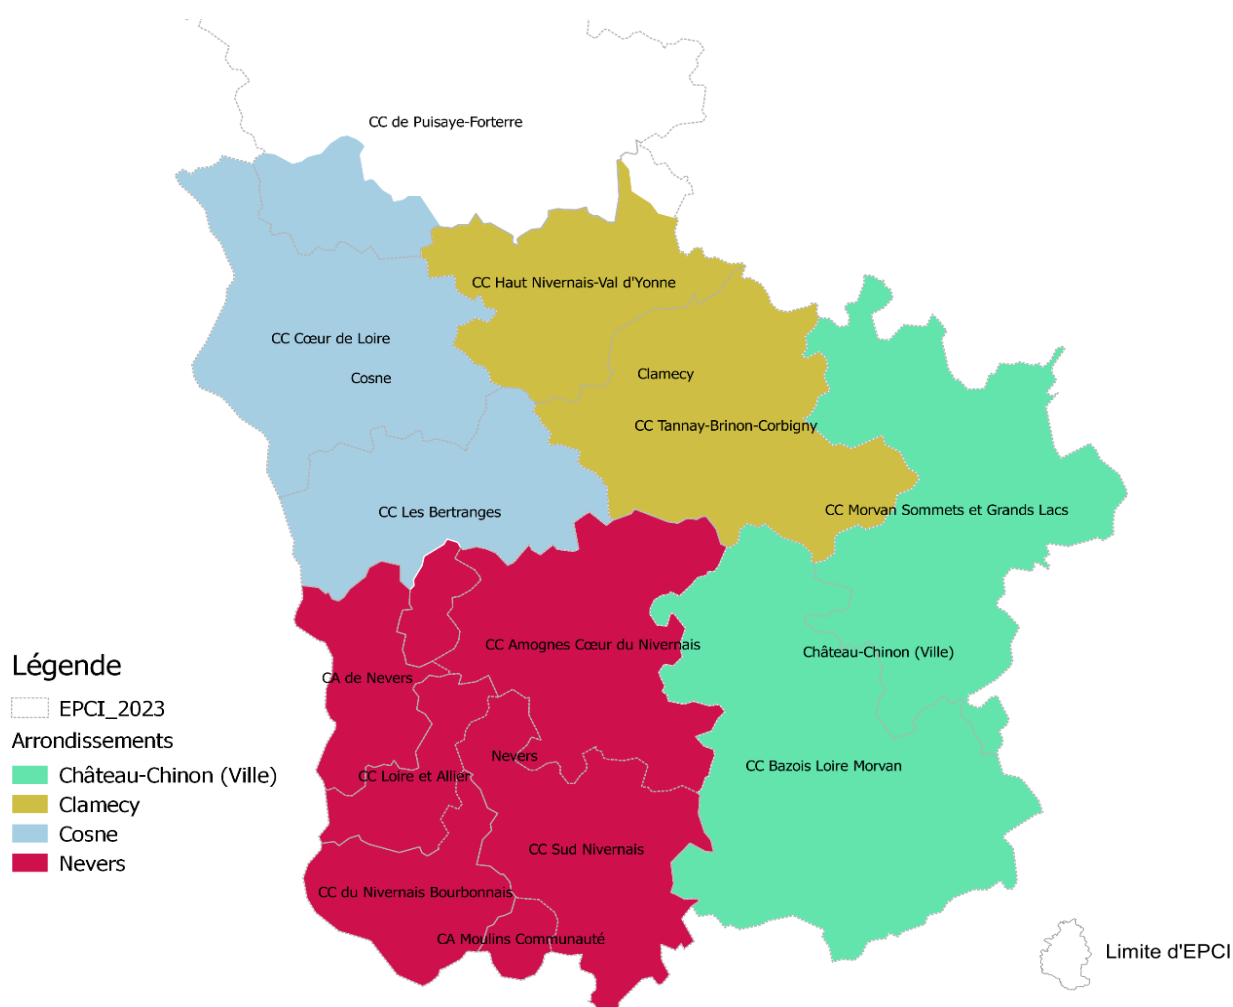 CC de Puisaye-Forterre
CC Haut Nivernais-Val d'Yonne
CC Cœur de Loire
Cosne
Clamecy
CC Tannay-Brinon-Corbigny
CC Les Bertranges
CC Morvan Sommets et Grands Lacs
CC Amognes Cœur du Nivernais
Château-Chinon (Ville)
CA de Nevers
Nevers
CC Bazois Loire Morvan
CC Loire et Allier
CC Sud Nivernais
CC du Nivernais Bourbonnais
CA Moulins Communauté
Légende
EPCI_2023
Arrondissements
Château-Chinon (Ville)
Clamecy
Cosne
Nevers
Limite d'EPCI